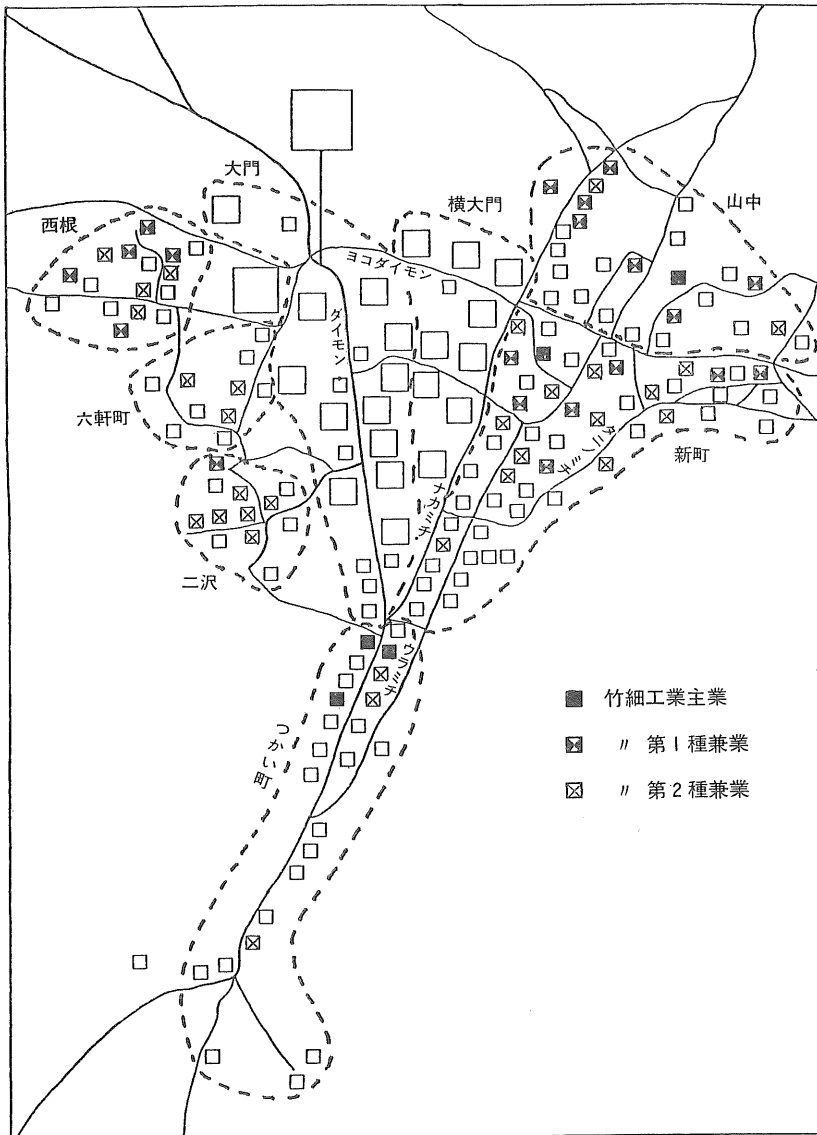 大門
横大門
山中
西根
ヨコダイモン
ダイモン
六軒町
タニミチ
新町
ナカミチ
二沢
ウラミチ
つかい町
竹細工業主業
〃 第1種兼業
〃 第2種兼業